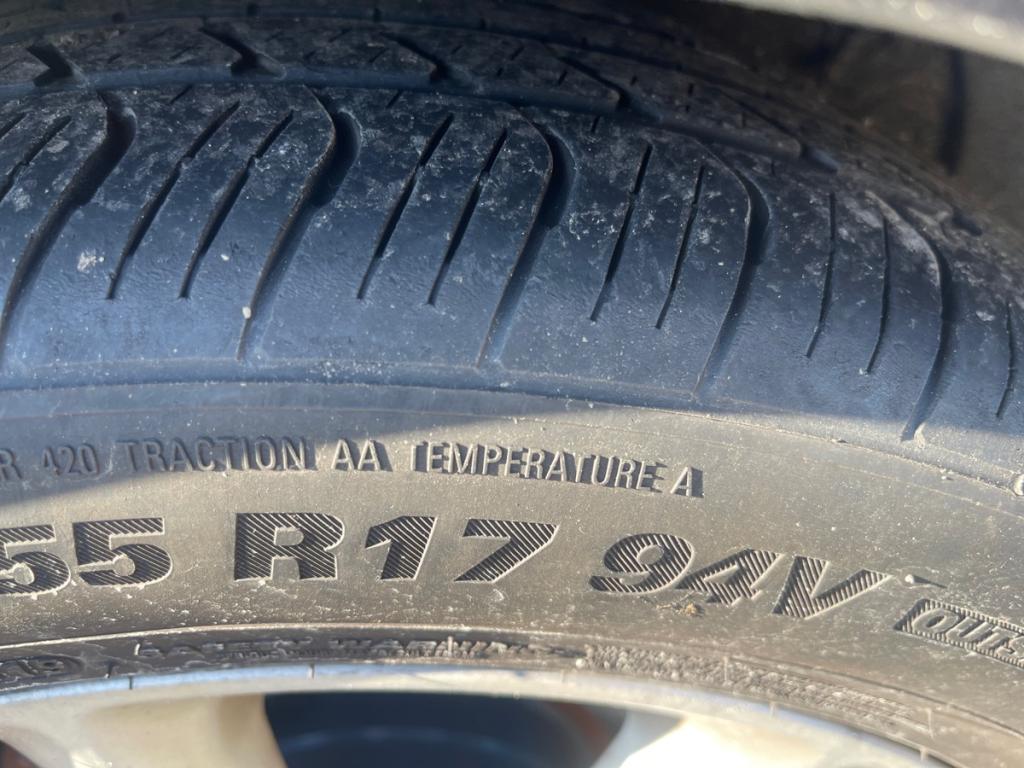 R 420 TRACTION AA TEMPERATURE A
55 R17 94V OUTS